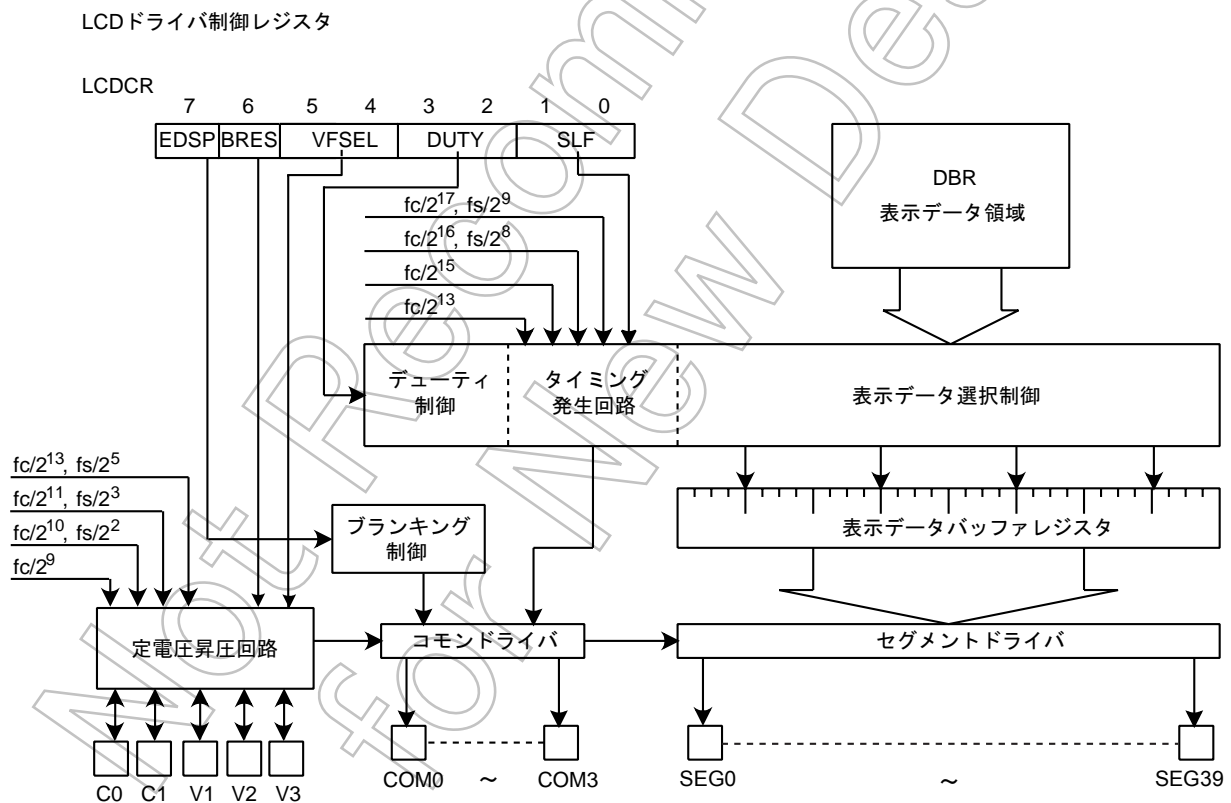 LCDドライバ制御レジスタ
LCDCR
7 6 5 4 3 2 1 0
EDSP BRES VFSEL DUTY SLF
DBR
表示データ領域
fc/2^17, fs/2^9
fc/2^16, fs/2^8
fc/2^15
fc/2^13
デューティ
制御
タイミング
発生回路
表示データ選択制御
fc/2^13, fs/2^5
fc/2^11, fs/2^3
fc/2^10, fs/2^2
fc/2^9
ブランキング
制御
表示データバッファレジスタ
定電圧昇圧回路
コモンドライバ
セグメントドライバ
C0 C1 V1 V2 V3
COM0 ~ COM3
SEG0 ~ SEG39
Not Recommended
for New De